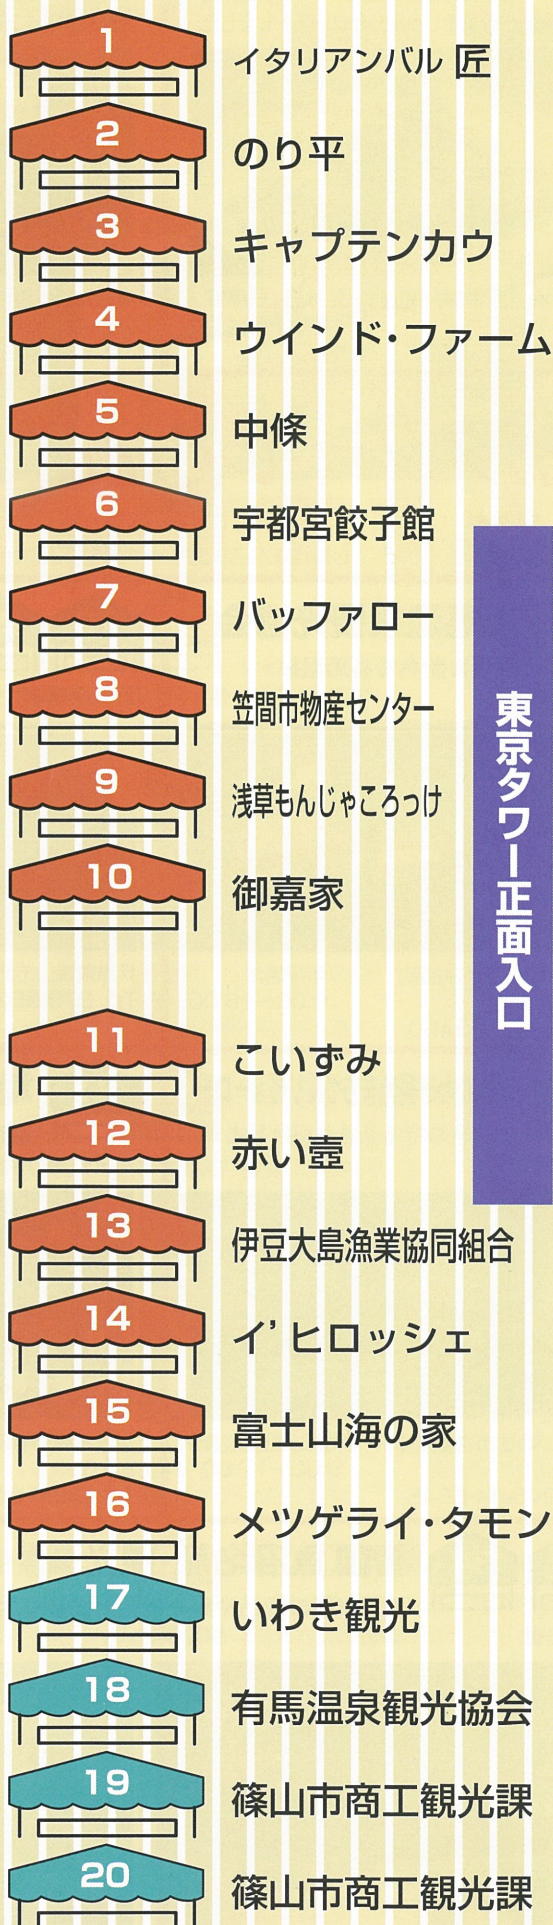 1 イタリアンバル 匠
2 のり平
3 キャプテンカウ
4 ウインド・ファーム
5 中條
6 宇都宮餃子館
7 バッファロー
8 笠間市物産センター
9 浅草もんじゃころっけ
10 御嘉家
東京タワー正面入口
11 こいずみ
12 赤い壼
13 伊豆大島漁業協同組合
14 イ’ヒロッシェ
15 富士山海の家
16 メツゲライ・タモン
17 いわき観光
18 有馬温泉観光協会
19 篠山市商工観光課
20 篠山市商工観光課